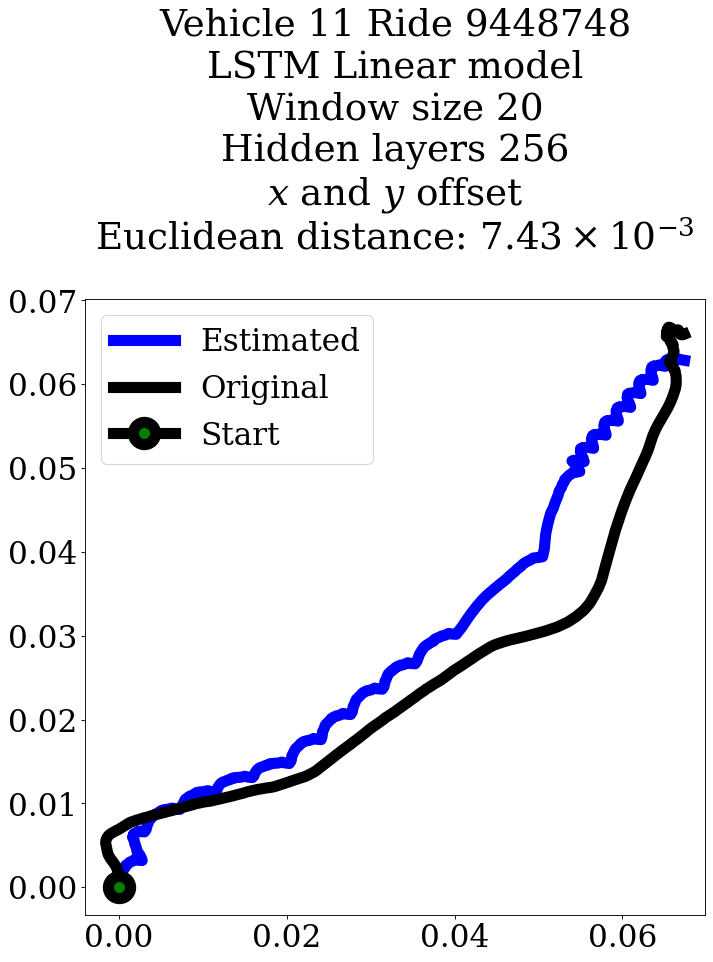 Vehicle 11 Ride 9448748
LSTM Linear model
Window size 20
Hidden layers 256
x and y offset
Euclidean distance: 7.43 × 10⁻³
0.07
Estimated
Original
Start
0.06
0.05
0.04
0.03
0.02
0.01
0.00
0.00 0.02 0.04 0.06